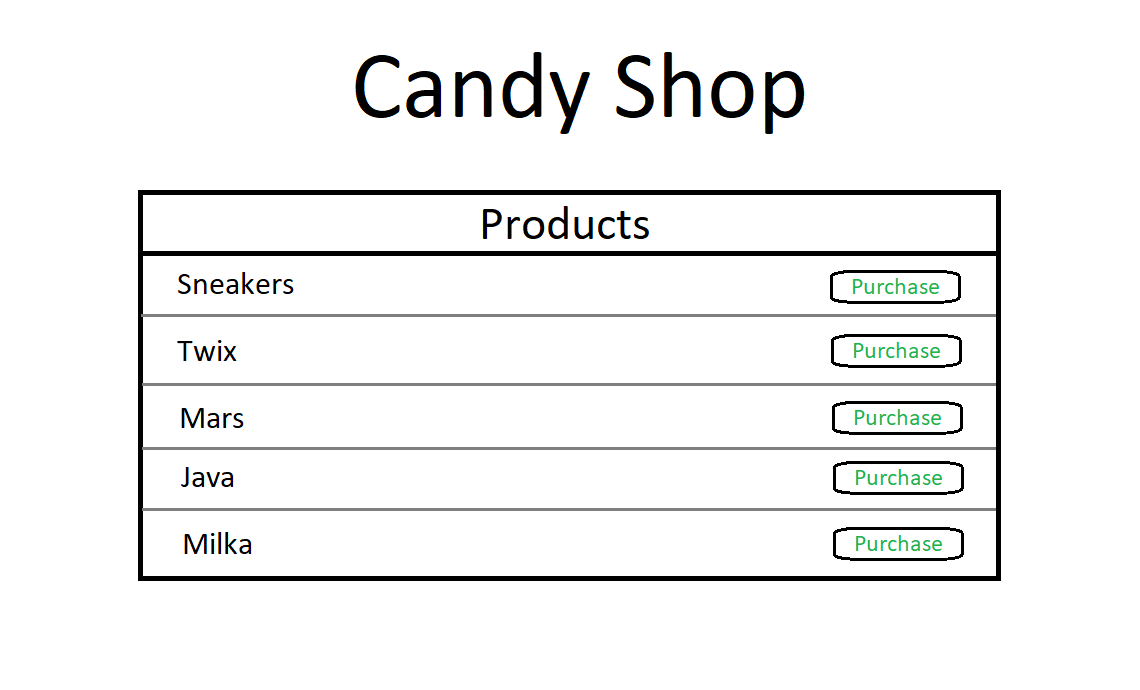 Candy Shop
Products
Sneakers Purchase
Twix Purchase
Mars Purchase
Java Purchase
Milka Purchase